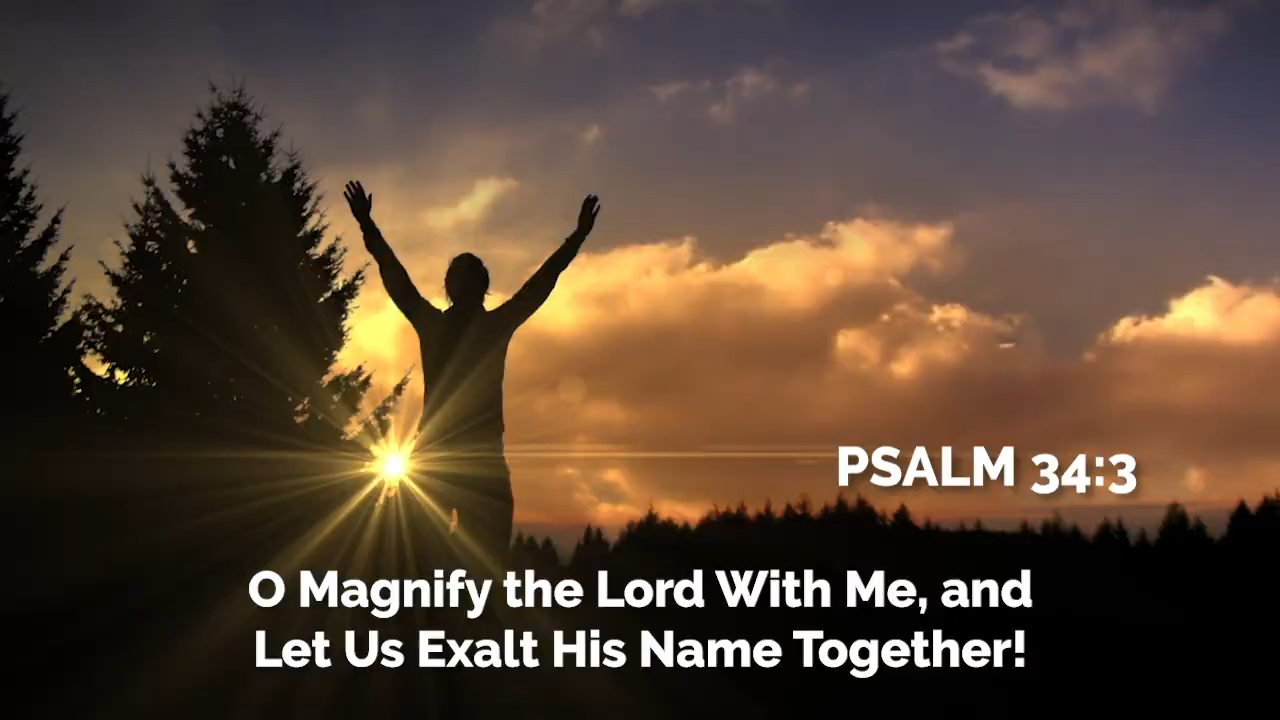 PSALM 34:3
O Magnify the Lord With Me, and
Let Us Exalt His Name Together!